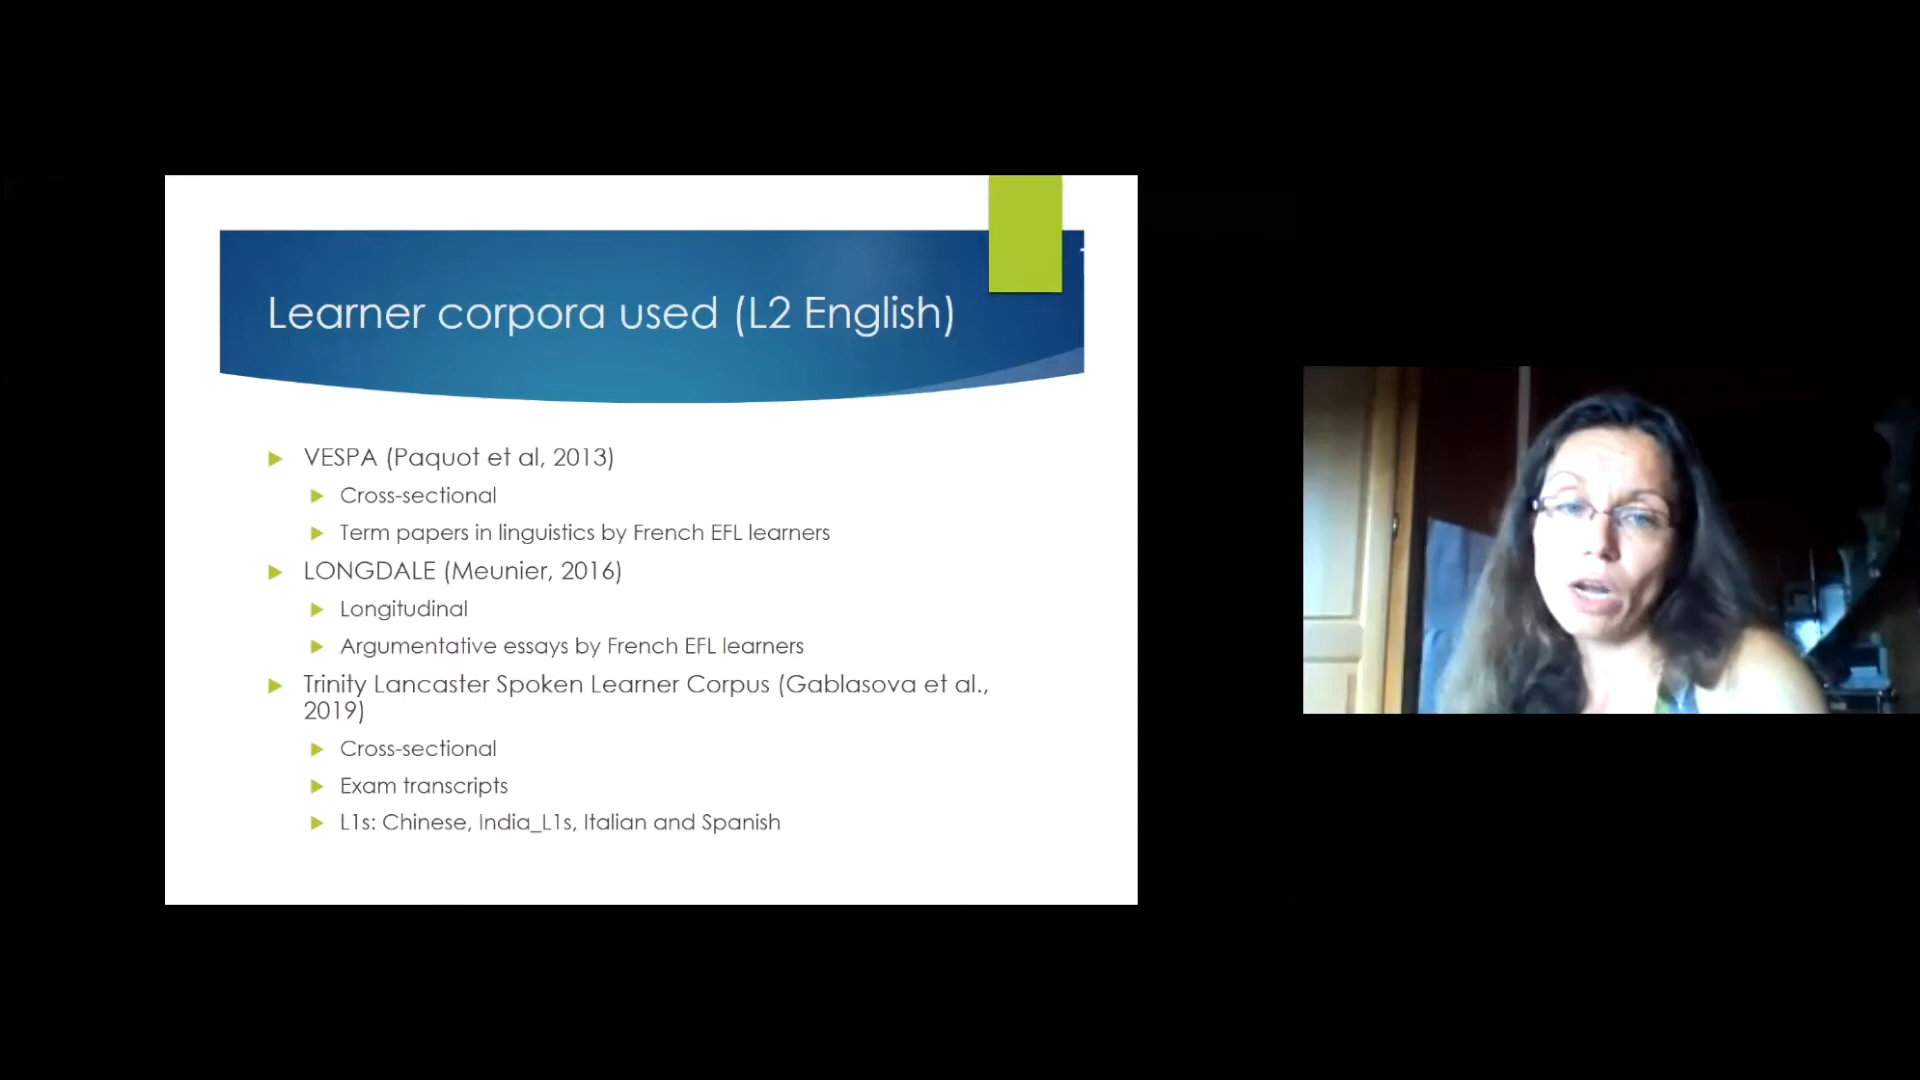 Learner corpora used (L2 English)
VESPA (Paquot et al, 2013)
Cross-sectional
Term papers in linguistics by French EFL learners
LONGDALE (Meunier, 2016)
Longitudinal
Argumentative essays by French EFL learners
Trinity Lancaster Spoken Learner Corpus (Gablasova et al.,
2019)
Cross-sectional
Exam transcripts
L1s: Chinese, India_L1s, Italian and Spanish